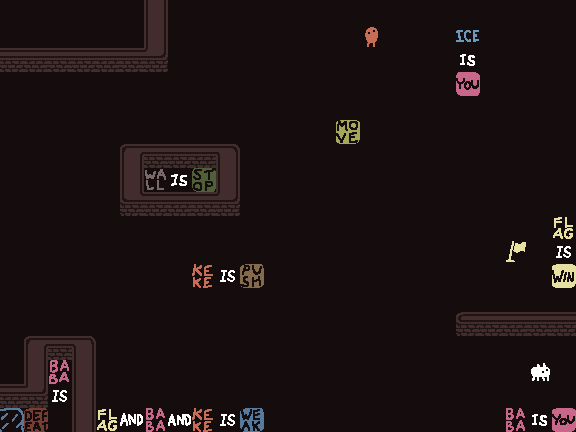 ICE
IS
YOU
MOVE
WALL IS STOP
FLAG
IS
WIN
KEKE IS PUSH
BABA
IS
DEFEAT
FLAG AND BABA AND KEKE IS WEAK
BABA IS YOU